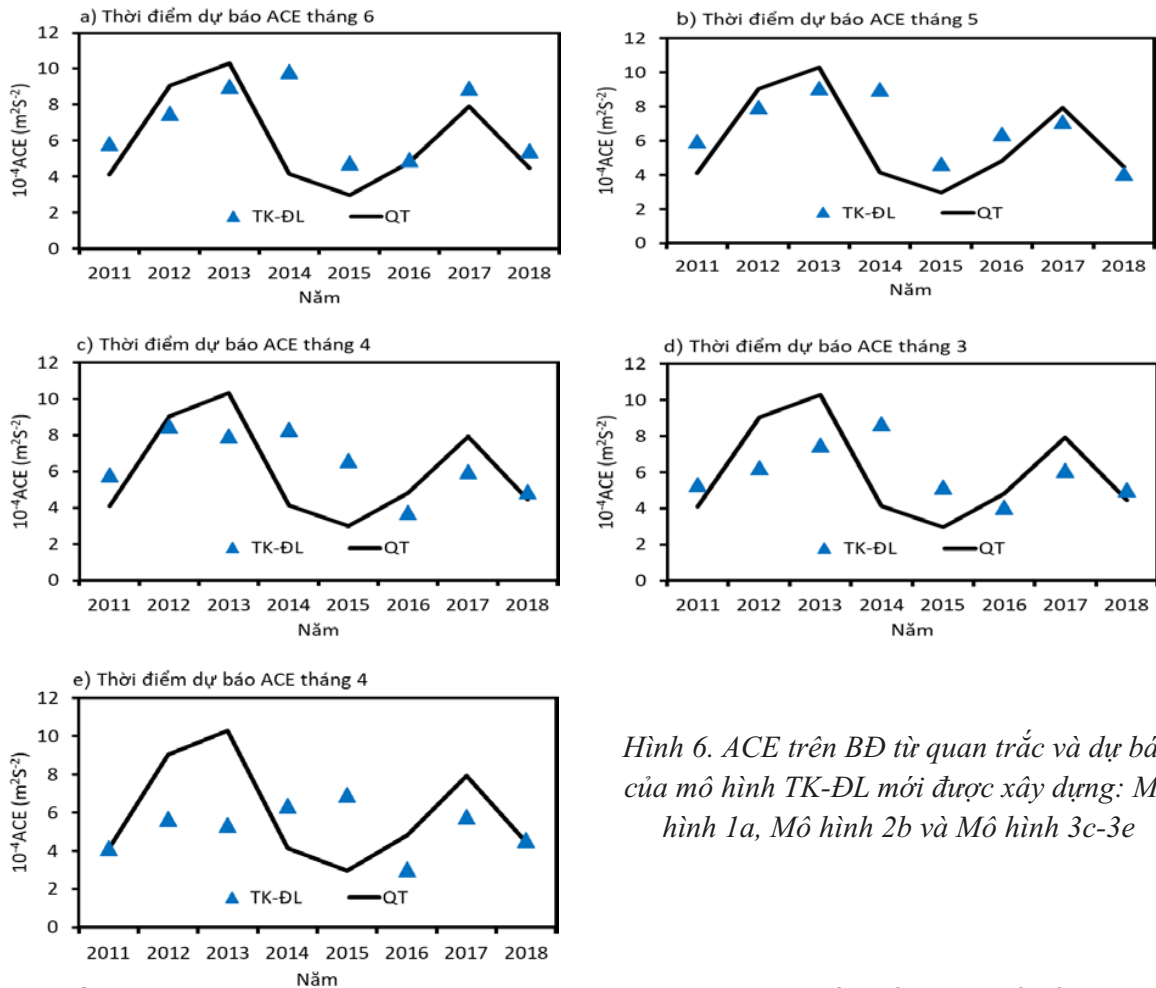 a) Thời điểm dự báo ACE tháng 6
12
10
8
6
4
2
0
10⁻⁴ACE (m²S⁻²)
TK-ĐL
QT
2011 2012 2013 2014 2015 2016 2017 2018
Năm
b) Thời điểm dự báo ACE tháng 5
12
10
8
6
4
2
0
10⁻⁴ACE (m²S⁻²)
TK-ĐL
QT
2011 2012 2013 2014 2015 2016 2017 2018
Năm
c) Thời điểm dự báo ACE tháng 4
12
10
8
6
4
2
0
10⁻⁴ACE (m²S⁻²)
TK-ĐL
QT
2011 2012 2013 2014 2015 2016 2017 2018
Năm
d) Thời điểm dự báo ACE tháng 3
12
10
8
6
4
2
0
10⁻⁴ACE (m²S⁻²)
TK-ĐL
QT
2011 2012 2013 2014 2015 2016 2017 2018
Năm
e) Thời điểm dự báo ACE tháng 4
12
10
8
6
4
2
0
10⁻⁴ACE (m²S⁻²)
TK-ĐL
QT
2011 2012 2013 2014 2015 2016 2017 2018
Năm
Hình 6. ACE trên BĐ từ quan trắc và dự bá
của mô hình TK-ĐL mới được xây dựng: M
hình 1a, Mô hình 2b và Mô hình 3c-3e